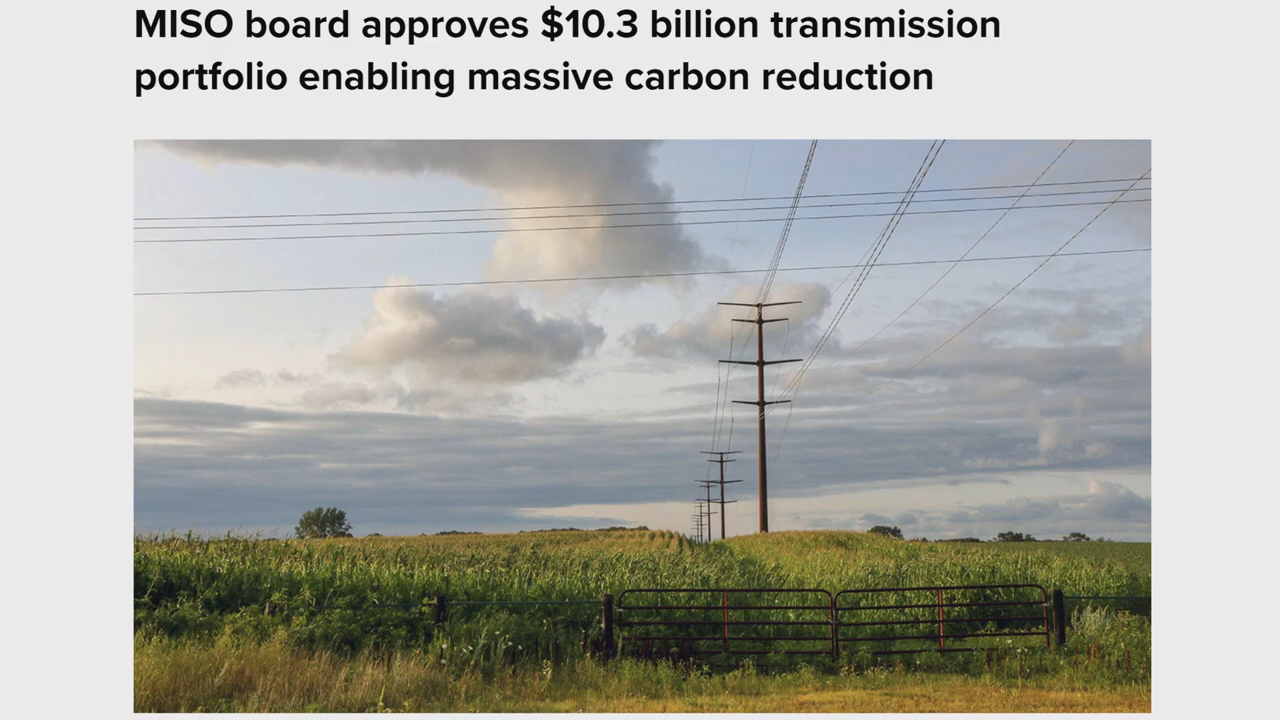 MISO board approves $10.3 billion transmission
portfolio enabling massive carbon reduction